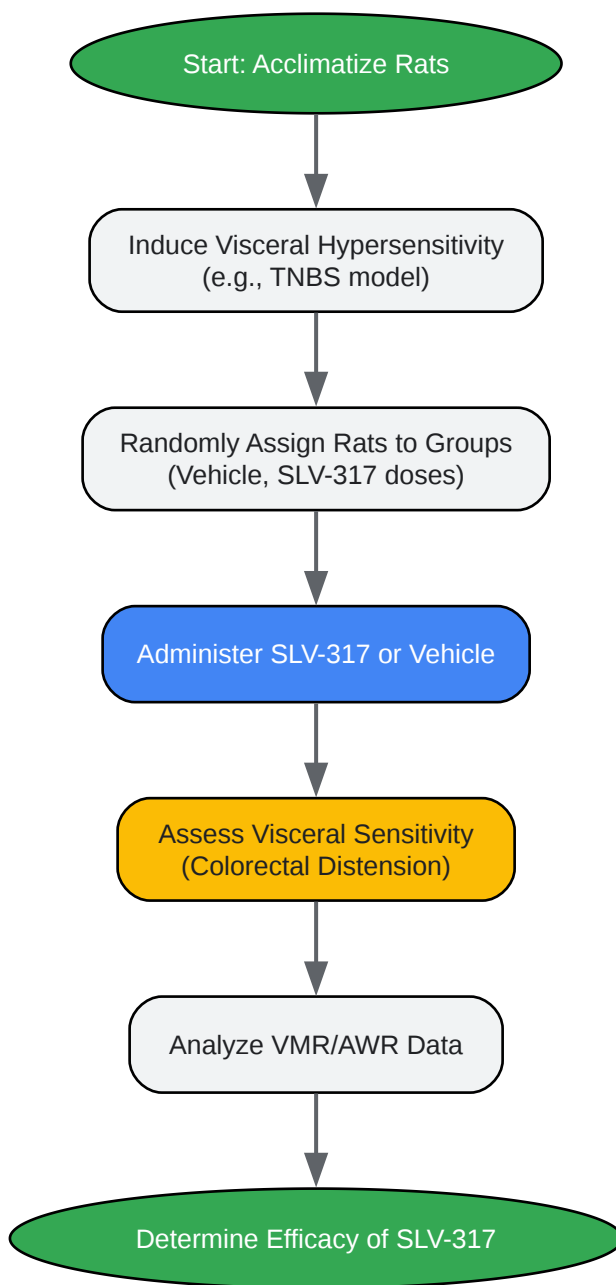 Start: Acclimatize Rats
Induce Visceral Hypersensitivity
(e.g., TNBS model)
Randomly Assign Rats to Groups
(Vehicle, SLV-317 doses)
Administer SLV-317 or Vehicle
Assess Visceral Sensitivity
(Colorectal Distension)
Analyze VMR/AWR Data
Determine Efficacy of SLV-317